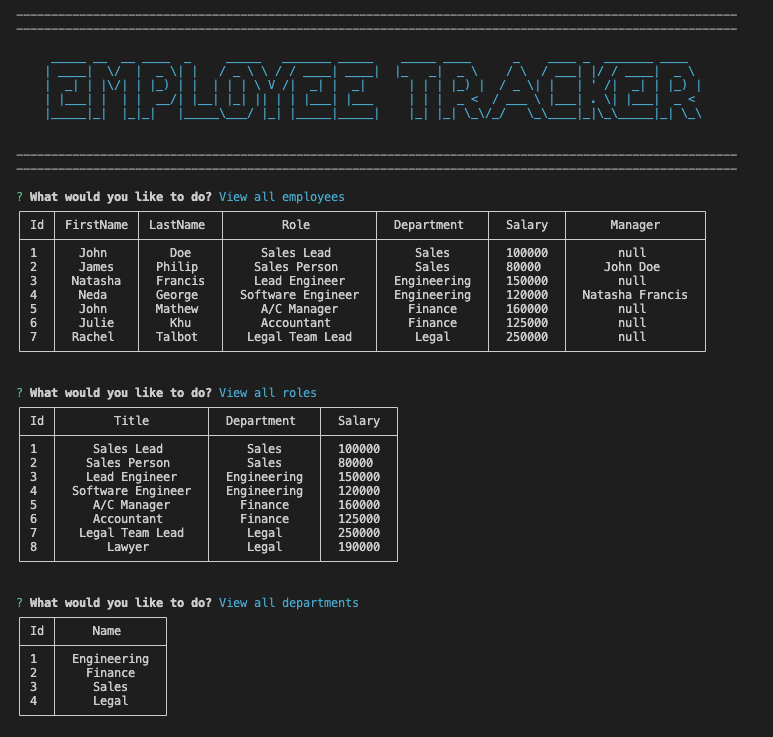 EMPLOYEE TRACKER
? What would you like to do? View all employees
Id FirstName LastName Role Department Salary Manager
1 John Doe Sales Lead Sales 100000 null
2 James Philip Sales Person Sales 80000 John Doe
3 Natasha Francis Lead Engineer Engineering 150000 null
4 Neda George Software Engineer Engineering 120000 Natasha Francis
5 John Mathew A/C Manager Finance 160000 null
6 Julie Khu Accountant Finance 125000 null
7 Rachel Talbot Legal Team Lead Legal 250000 null
? What would you like to do? View all roles
Id Title Department Salary
1 Sales Lead Sales 100000
2 Sales Person Sales 80000
3 Lead Engineer Engineering 150000
4 Software Engineer Engineering 120000
5 A/C Manager Finance 160000
6 Accountant Finance 125000
7 Legal Team Lead Legal 250000
8 Lawyer Legal 190000
? What would you like to do? View all departments
Id Name
1 Engineering
2 Finance
3 Sales
4 Legal